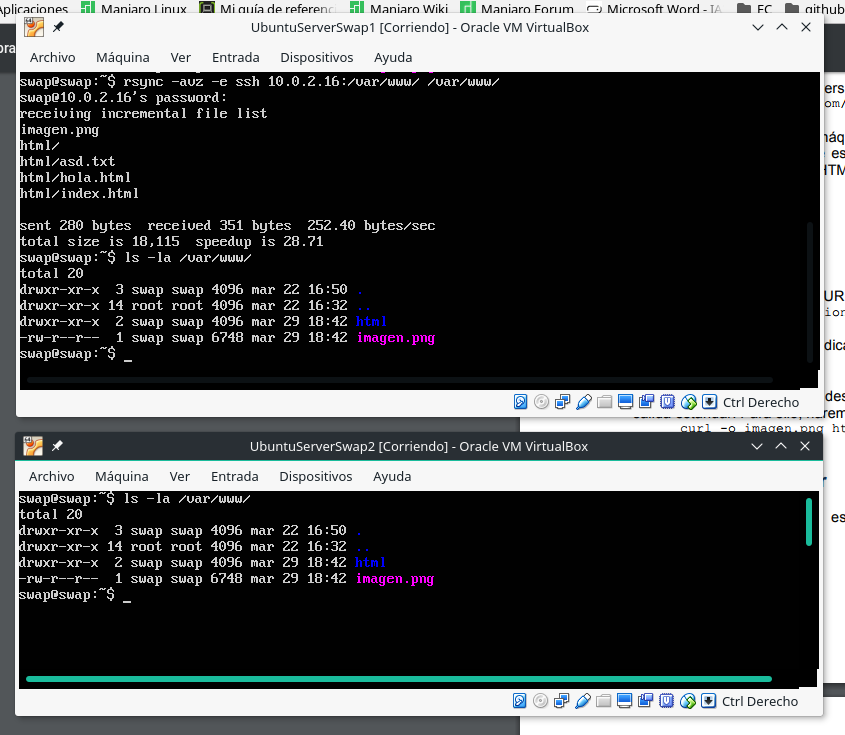 plicaciones Manjaro Linux Mi guía de referenc Manjaro Wiki Manjaro Forum Microsoft Word - IA EC github
UbuntuServerSwap1 [Corriendo] - Oracle VM VirtualBox
Archivo Máquina Ver Entrada Dispositivos Ayuda
swap@swap:~$ rsync -avz -e ssh 10.0.2.16:/var/www/ /var/www/
swap@10.0.2.16's password:
receiving incremental file list
imagen.png
html/
html/asd.txt
html/hola.html
html/index.html
sent 280 bytes  received 351 bytes  252.40 bytes/sec
total size is 18,115  speedup is 28.71
swap@swap:~$ ls -la /var/www/
total 20
drwxr-xr-x  3 swap swap 4096 mar 22 16:50 .
drwxr-xr-x 14 root root 4096 mar 22 16:32 ..
drwxr-xr-x  2 swap swap 4096 mar 29 18:42 html
-rw-r--r--  1 swap swap 6748 mar 29 18:42 imagen.png
swap@swap:~$ _
Ctrl Derecho
curl -o imagen.png ht
UbuntuServerSwap2 [Corriendo] - Oracle VM VirtualBox
Archivo Máquina Ver Entrada Dispositivos Ayuda
swap@swap:~$ ls -la /var/www/
total 20
drwxr-xr-x  3 swap swap 4096 mar 22 16:50 .
drwxr-xr-x 14 root root 4096 mar 22 16:32 ..
drwxr-xr-x  2 swap swap 4096 mar 29 18:42 html
-rw-r--r--  1 swap swap 6748 mar 29 18:42 imagen.png
swap@swap:~$ _
Ctrl Derecho